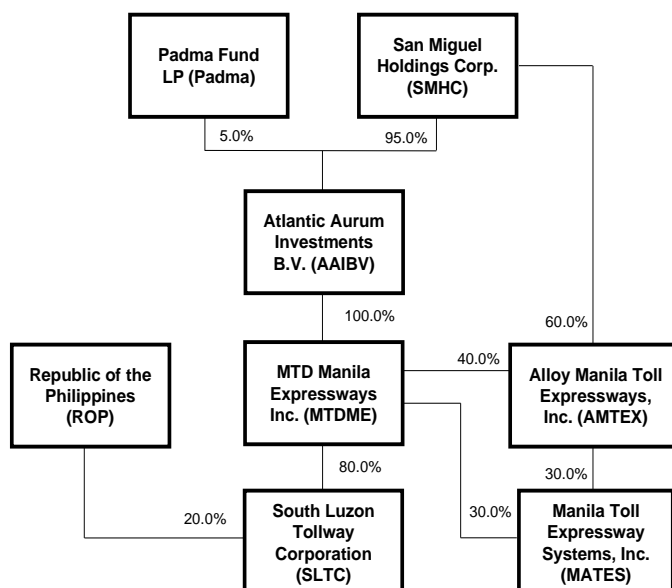 Padma Fund
LP (Padma)
San Miguel
Holdings Corp.
(SMHC)
5.0%
95.0%
Atlantic Aurum
Investments
B.V. (AAIBV)
100.0%
60.0%
Republic of the
Philippines
(ROP)
MTD Manila
Expressways
Inc. (MTDME)
40.0%
Alloy Manila Toll
Expressways,
Inc. (AMTEX)
80.0%
30.0%
20.0%
South Luzon
Tollway
Corporation
(SLTC)
30.0%
Manila Toll
Expressway
Systems, Inc.
(MATES)